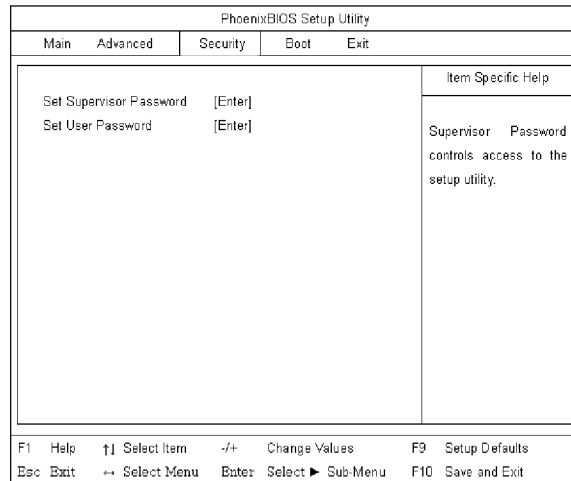 PhoenixBIOS Setup Utility
Main Advanced Security Boot Exit
Item Specific Help
Set Supervisor Password [Enter]
Set User Password [Enter]
Supervisor Password
controls access to the
setup utility.
F1 Help ↑↓ Select Item -/+ Change Values F9 Setup Defaults
Esc Exit ↔ Select Menu Enter Select ► Sub-Menu F10 Save and Exit